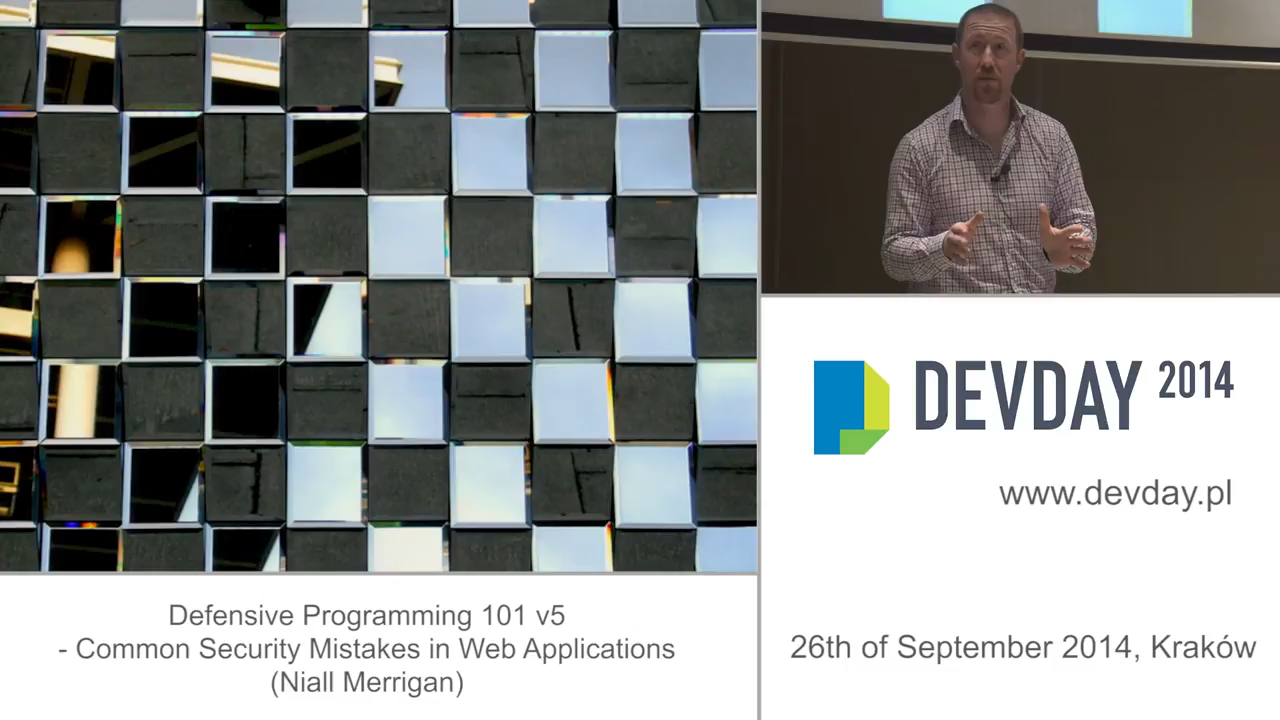 Defensive Programming 101 v5
- Common Security Mistakes in Web Applications
(Niall Merrigan)
DEVDAY 2014
www.devday.pl
26th of September 2014, Kraków